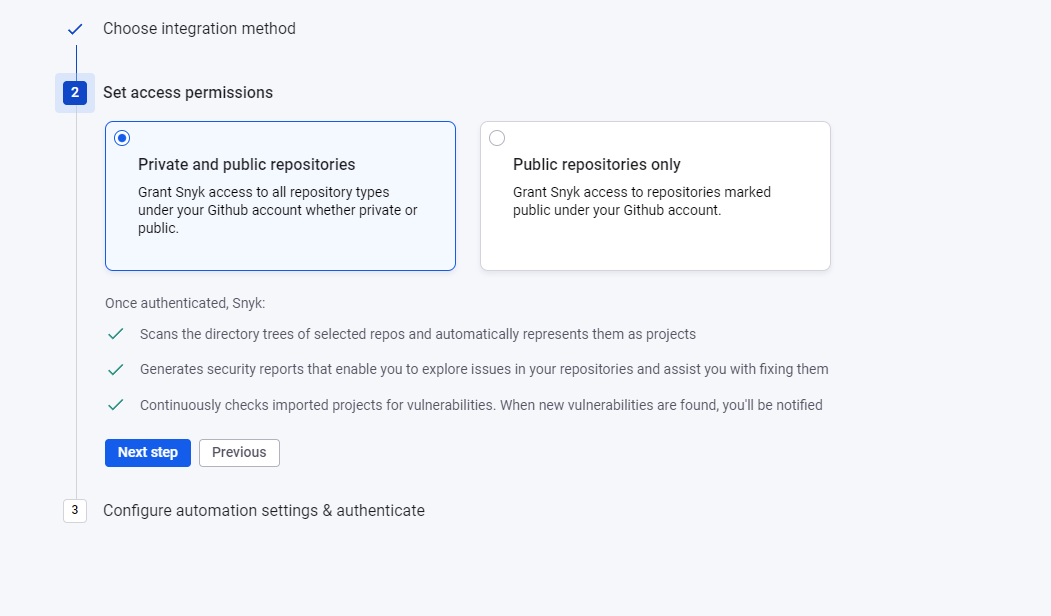 Choose integration method
2
Set access permissions
Private and public repositories
Grant Snyk access to all repository types
under your Github account whether private or
public.
Public repositories only
Grant Snyk access to repositories marked
public under your Github account.
Once authenticated, Snyk:
Scans the directory trees of selected repos and automatically represents them as projects
Generates security reports that enable you to explore issues in your repositories and assist you with fixing them
Continuously checks imported projects for vulnerabilities. When new vulnerabilities are found, you'll be notified
Next step
Previous
3
Configure automation settings & authenticate